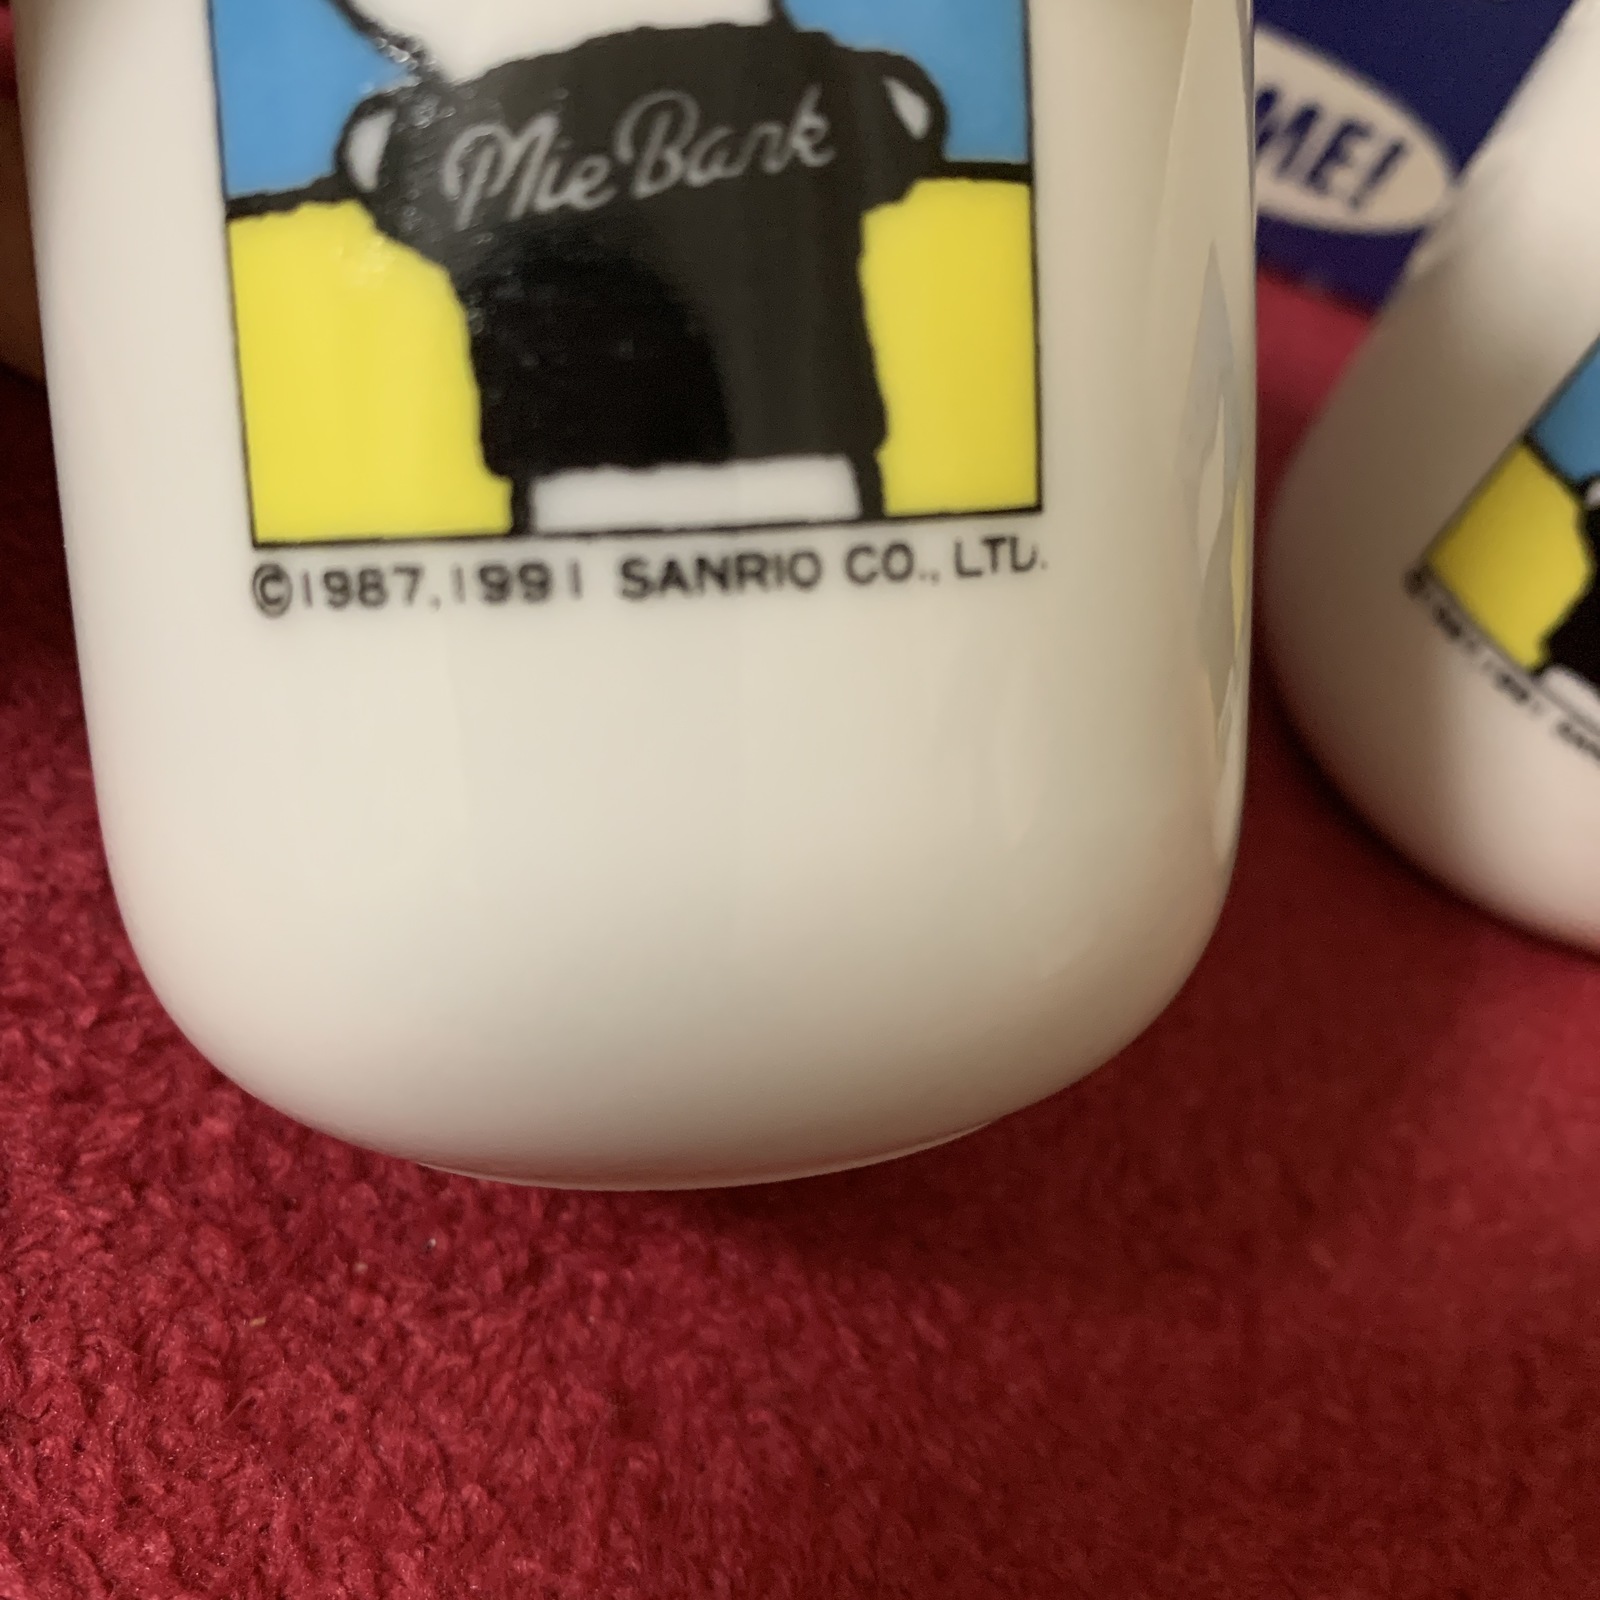 Mie Bank
ME!
©1987,1991 SANRIO CO., LTD.